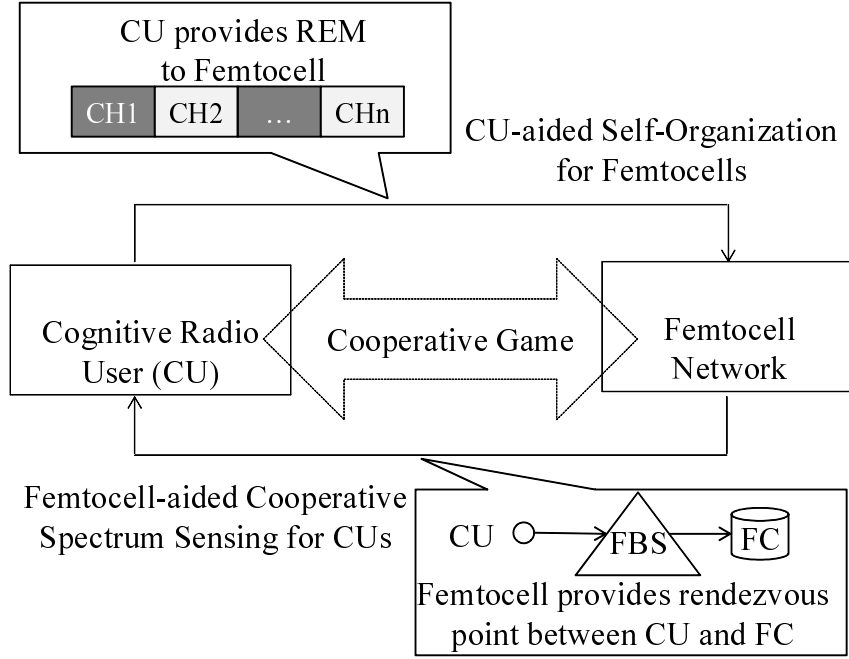 CU provides REM
to Femtocell
CH1 CH2 ... CHn
CU-aided Self-Organization
for Femtocells
Cognitive Radio
User (CU)
Cooperative Game
Femtocell
Network
Femtocell-aided Cooperative
Spectrum Sensing for CUs
CU FBS FC
Femtocell provides rendezvous
point between CU and FC